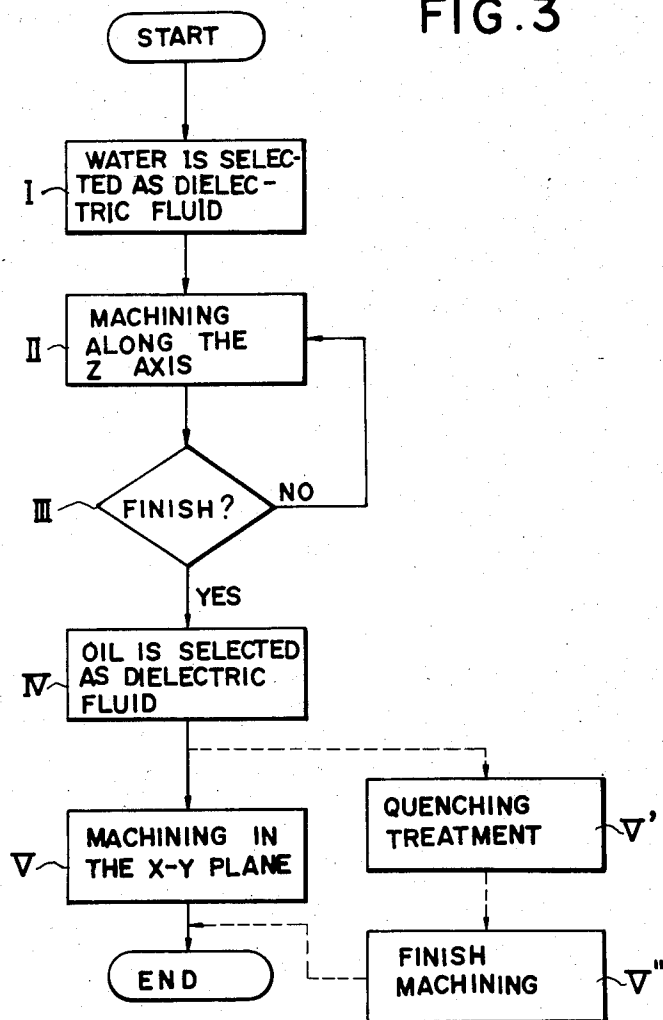 FIG.3
START
I
WATER IS SELEC-
TED AS DIELEC-
TRIC FLUID
II
MACHINING
ALONG THE
Z AXIS
III
FINISH?
NO
YES
IV
OIL IS SELECTED
AS DIELECTRIC
FLUID
V
MACHINING IN
THE X-Y PLANE
QUENCHING
TREATMENT
V'
FINISH
MACHINING
V"
END